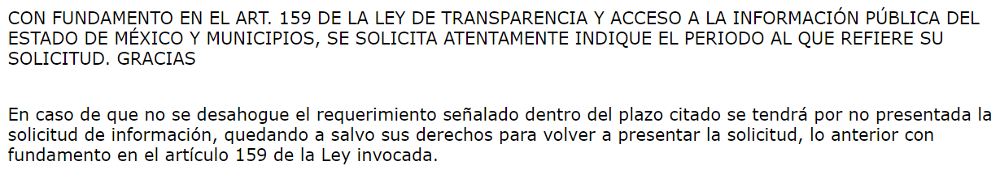 CON FUNDAMENTO EN EL ART. 159 DE LA LEY DE TRANSPARENCIA Y ACCESO A LA INFORMACIÓN PÚBLICA DEL
ESTADO DE MÉXICO Y MUNICIPIOS, SE SOLICITA ATENTAMENTE INDIQUE EL PERIODO AL QUE REFIERE SU
SOLICITUD. GRACIAS
En caso de que no se desahogue el requerimiento señalado dentro del plazo citado se tendrá por no presentada la
solicitud de información, quedando a salvo sus derechos para volver a presentar la solicitud, lo anterior con
fundamento en el artículo 159 de la Ley invocada.